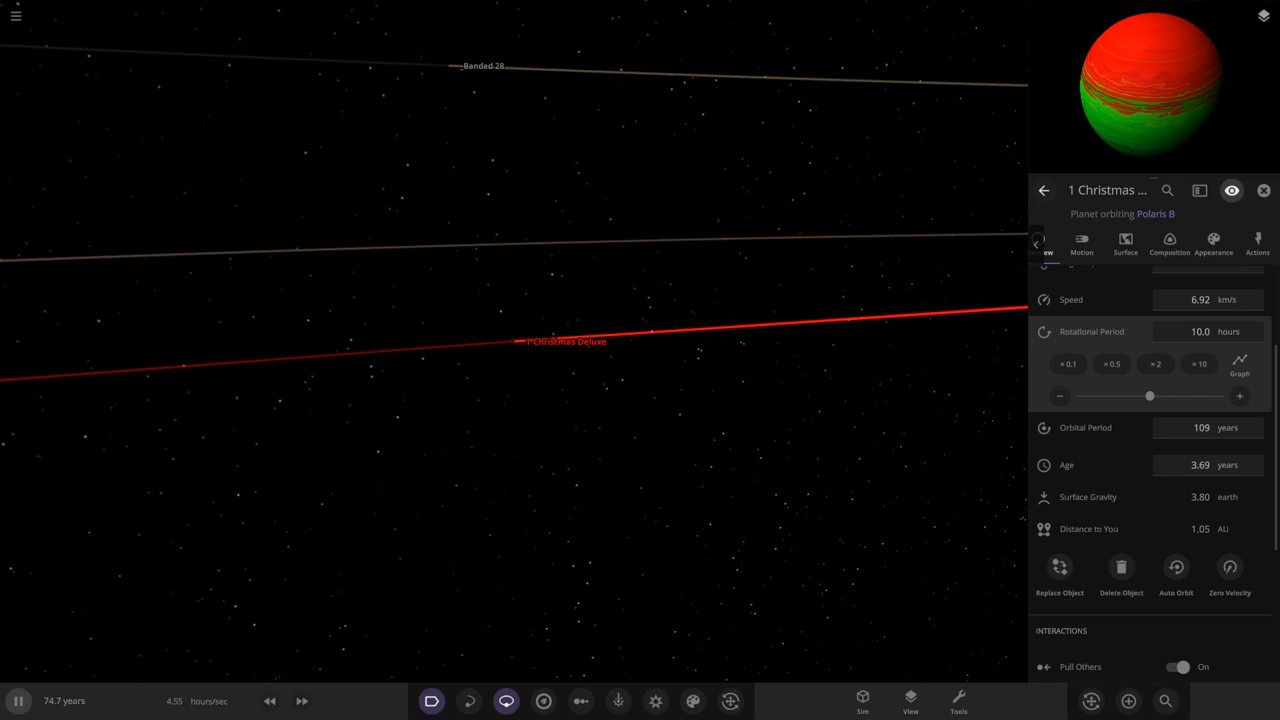 Banded 28
1 Christmas Deluxe
1 Christmas ...
Planet orbiting Polaris B
Motion
Surface
Composition
Appearance
Actions
Speed 6.92 km/s
Rotational Period 10.0 hours
× 0.1 × 0.5 × 2 × 10 Graph
Orbital Period 109 years
Age 3.69 years
Surface Gravity 3.80 earth
Distance to You 1.05 AU
Replace Object Delete Object Auto Orbit Zero Velocity
INTERACTIONS
Pull Others On
74.7 years 4.55 hours/sec
Sim View Tools